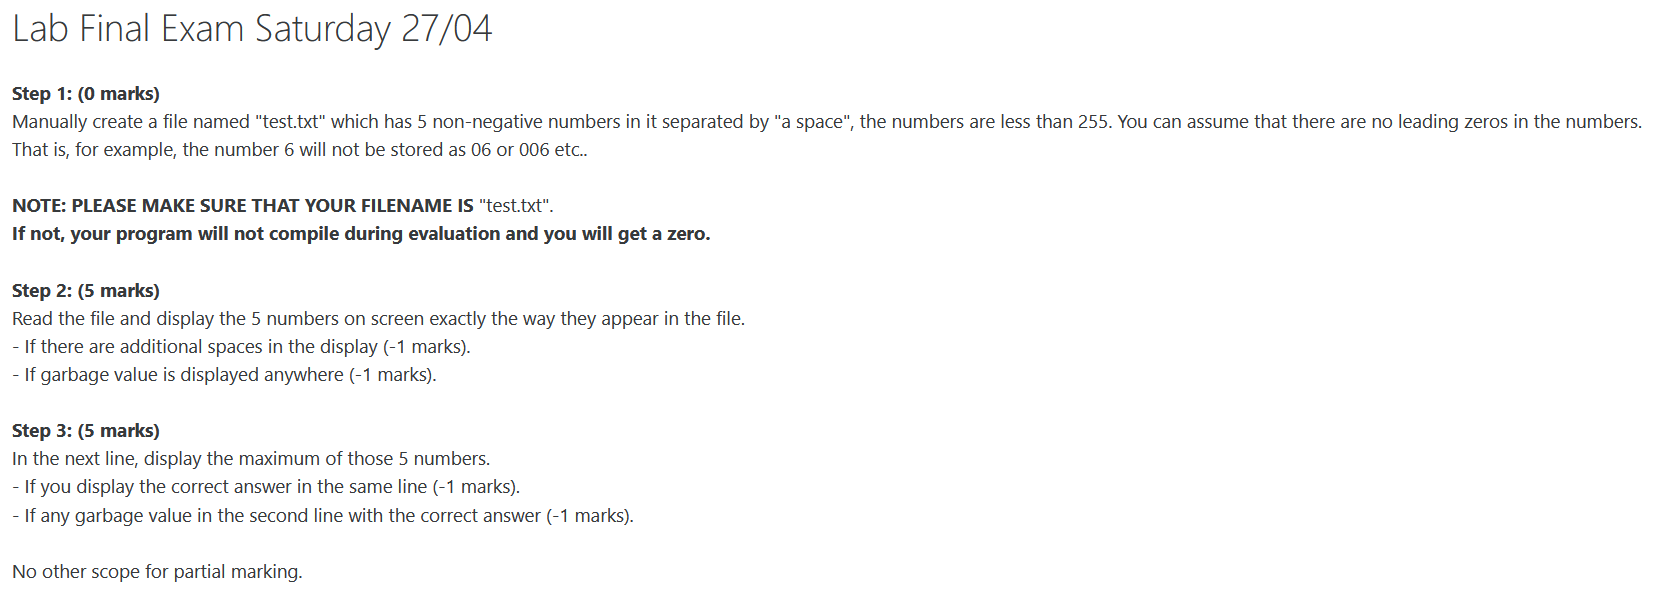 Lab Final Exam Saturday 27/04
Step 1: (0 marks)
Manually create a file named "test.txt" which has 5 non-negative numbers in it separated by "a space", the numbers are less than 255. You can assume that there are no leading zeros in the numbers.
That is, for example, the number 6 will not be stored as 06 or 006 etc..
NOTE: PLEASE MAKE SURE THAT YOUR FILENAME IS "test.txt".
If not, your program will not compile during evaluation and you will get a zero.
Step 2: (5 marks)
Read the file and display the 5 numbers on screen exactly the way they appear in the file.
- If there are additional spaces in the display (-1 marks).
- If garbage value is displayed anywhere (-1 marks).
Step 3: (5 marks)
In the next line, display the maximum of those 5 numbers.
- If you display the correct answer in the same line (-1 marks).
- If any garbage value in the second line with the correct answer (-1 marks).
No other scope for partial marking.